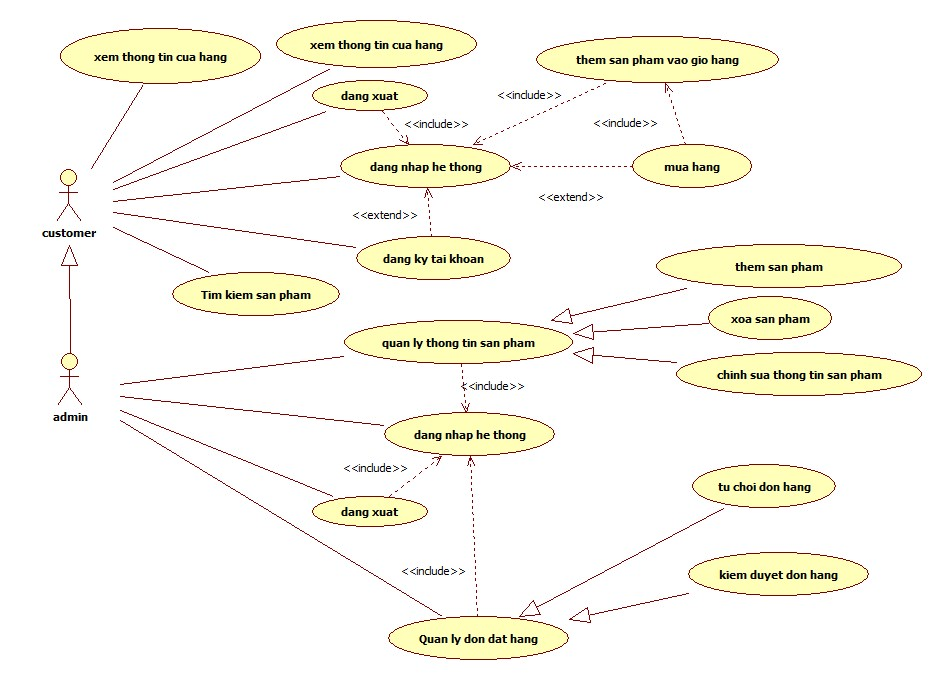 xem thong tin cua hang
xem thong tin cua hang
them san pham vao gio hang
dang xuat
<<include>>
<<include>>
<<include>>
dang nhap he thong
mua hang
<<extend>>
<<extend>>
customer
dang ky tai khoan
them san pham
Tim kiem san pham
xoa san pham
quan ly thong tin san pham
chinh sua thong tin san pham
<<include>>
admin
dang nhap he thong
<<include>>
tu choi don hang
dang xuat
<<include>>
kiem duyet don hang
Quan ly don dat hang